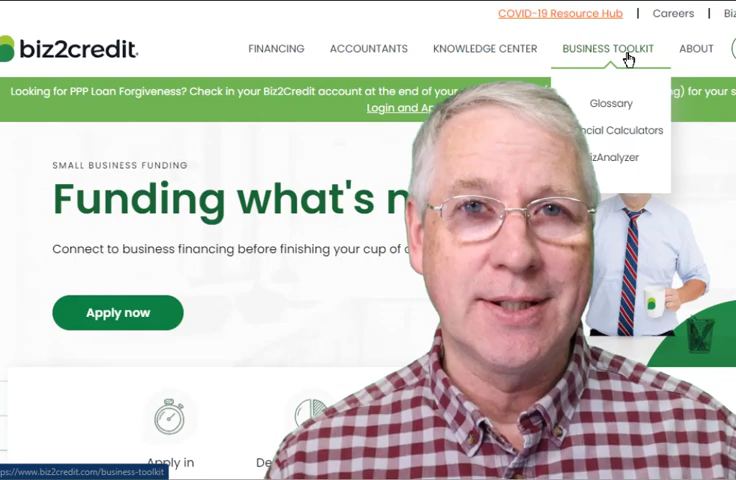 COVID-19 Resource Hub | Careers |
biz2credit
FINANCING ACCOUNTANTS KNOWLEDGE CENTER BUSINESS TOOLKIT ABOUT
Looking for PPP Loan Forgiveness? Check in your Biz2Credit account at the end of your for your
Login and
Glossary
Calculators
SMALL BUSINESS FUNDING
Funding what's
Connect to business financing before finishing your cup of
Apply now
Apply in
https://www.biz2credit.com/business-toolkit